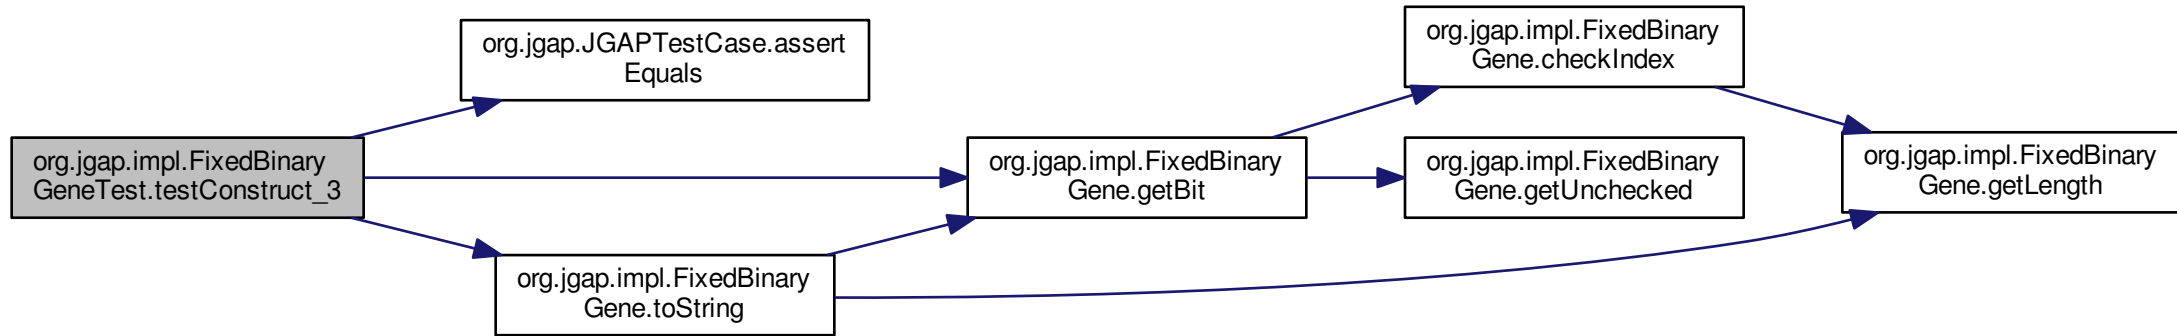 org.jgap.impl.FixedBinary
GeneTest.testConstruct_3
org.jgap.JGAPTestCase.assert
Equals
org.jgap.impl.FixedBinary
Gene.getBit
org.jgap.impl.FixedBinary
Gene.toString
org.jgap.impl.FixedBinary
Gene.checkIndex
org.jgap.impl.FixedBinary
Gene.getUnchecked
org.jgap.impl.FixedBinary
Gene.getLength